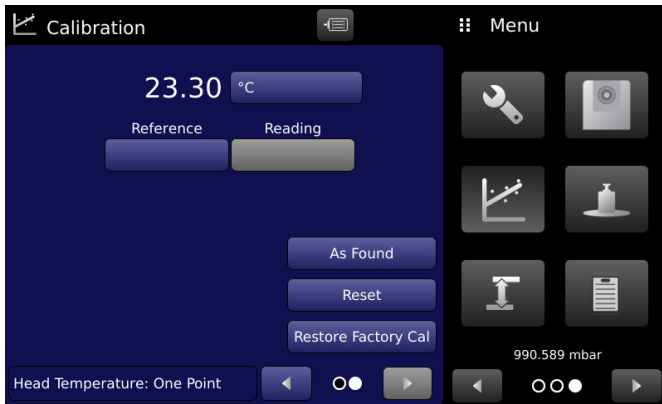 Calibration
Menu
23.30 °C
Reference Reading
As Found
Reset
Restore Factory Cal
990.589 mbar
Head Temperature: One Point